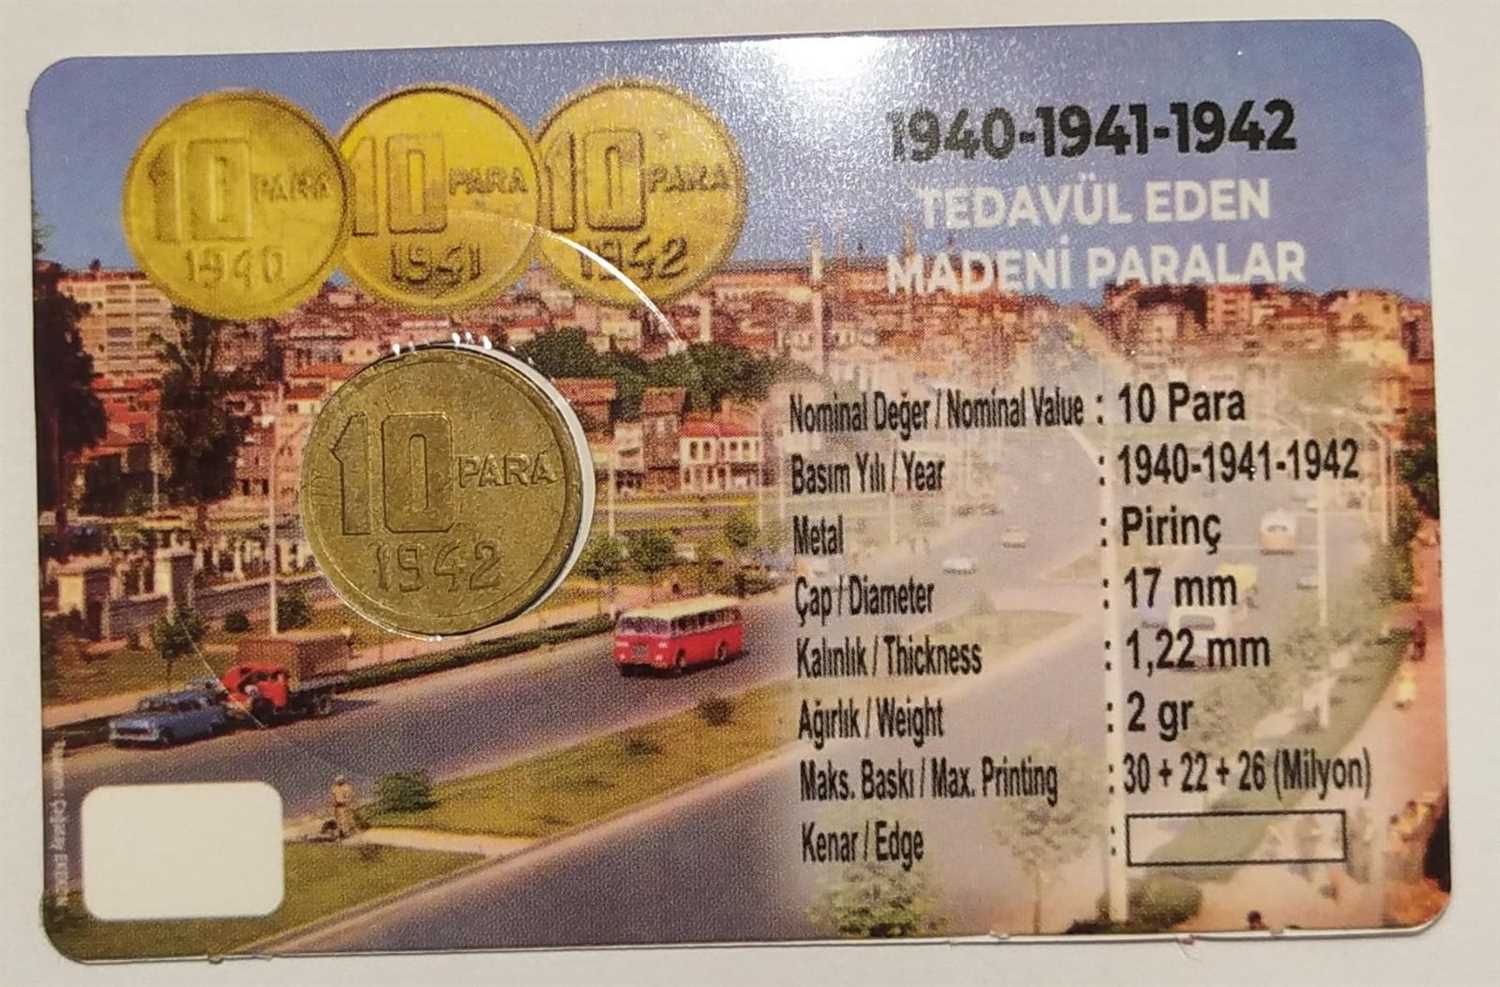 10 PARA
1940
10 PARA
1941
10 PARA
1942
1940-1941-1942
TEDAVÜL EDEN
MADENİ PARALAR
10 PARA
1942
Nominal Değer / Nominal Value : 10 Para
Basım Yılı / Year : 1940-1941-1942
Metal : Pirinç
Çap / Diameter : 17 mm
Kalınlık / Thickness : 1,22 mm
Ağırlık / Weight : 2 gr
Maks. Baskı / Max. Printing : 30 + 22 + 26 (Milyon)
Kenar / Edge :